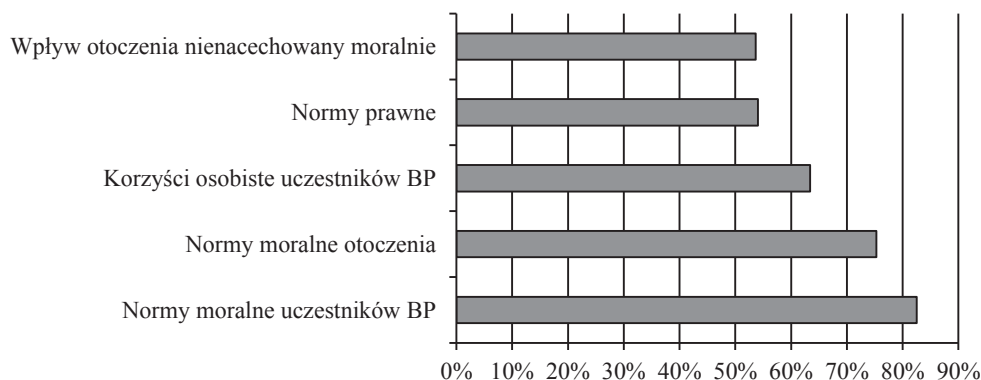 Wpływ otoczenia nienacechowany moralnie
Normy prawne
Korzyści osobiste uczestników BP
Normy moralne otoczenia
Normy moralne uczestników BP
0% 10% 20% 30% 40% 50% 60% 70% 80% 90%